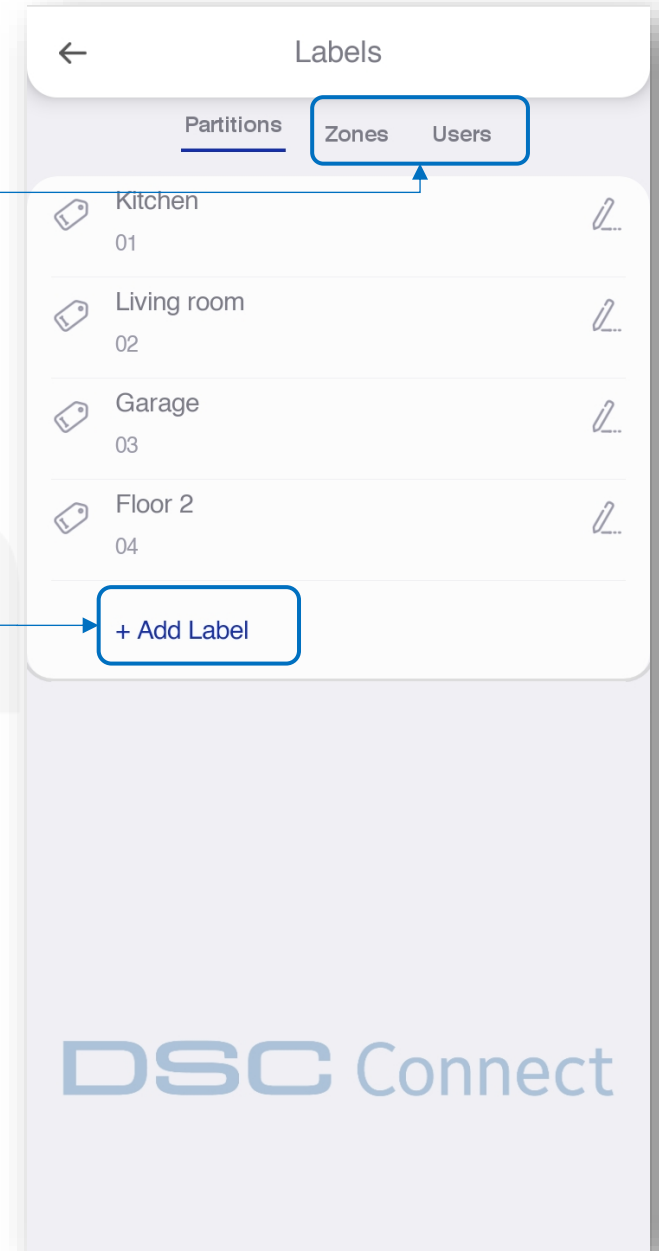 Labels
Partitions Zones Users
Kitchen
01
Living room
02
Garage
03
Floor 2
04
+ Add Label
DSC Connect